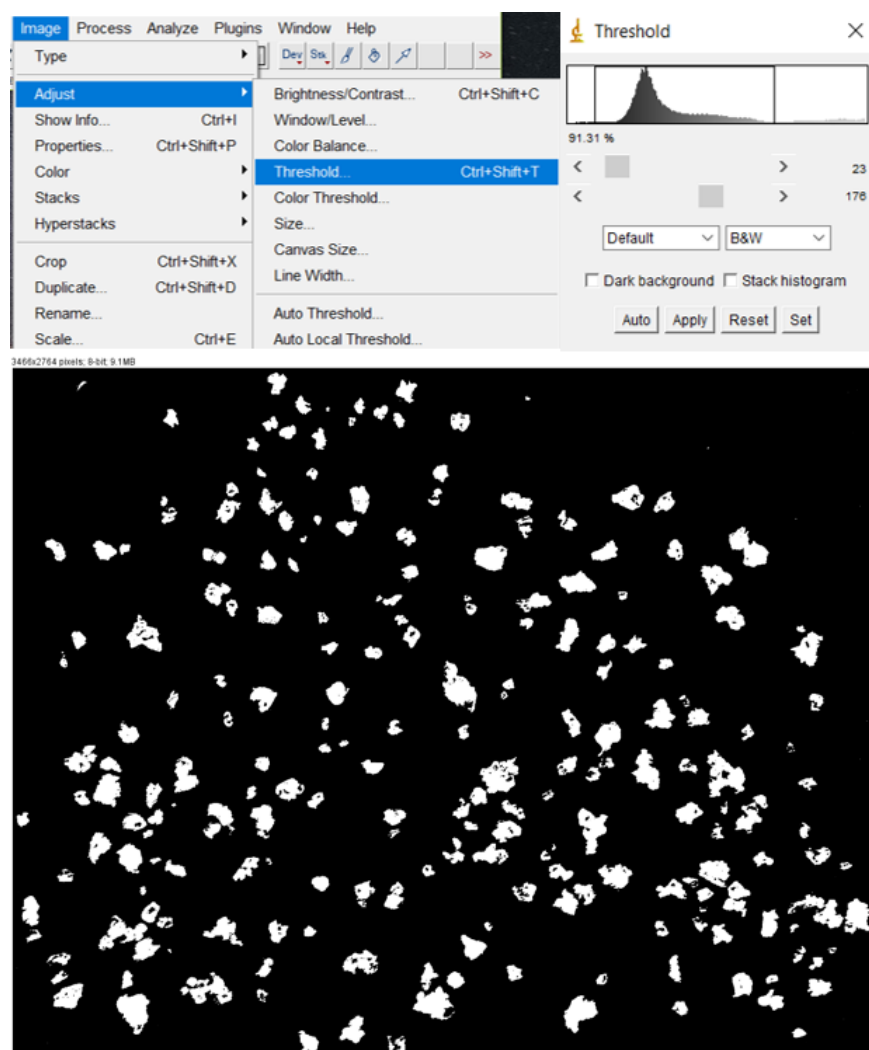 Image Process Analyze Plugins Window Help
Type
Dev Stk >>
Adjust
Show Info... Ctrl+I
Properties... Ctrl+Shift+P
Color
Stacks
Hyperstacks
Crop Ctrl+Shift+X
Duplicate... Ctrl+Shift+D
Rename...
Scale... Ctrl+E
Brightness/Contrast... Ctrl+Shift+C
Window/Level...
Color Balance...
Threshold... Ctrl+Shift+T
Color Threshold...
Size...
Canvas Size...
Line Width...
Auto Threshold...
Auto Local Threshold...
Threshold
91.31 %
23
176
Default B&W
Dark background Stack histogram
Auto Apply Reset Set
3466x2764 pixels; 8-bit; 9.1MB